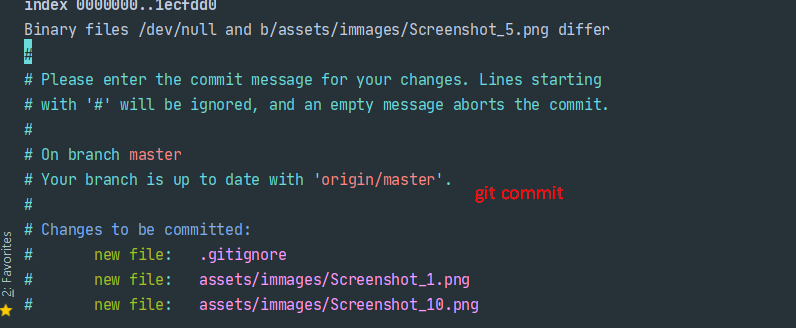 index 0000000..1ecfdd0
Binary files /dev/null and b/assets/immages/Screenshot_5.png differ
#
# Please enter the commit message for your changes. Lines starting
# with '#' will be ignored, and an empty message aborts the commit.
#
# On branch master
# Your branch is up to date with 'origin/master'.
git commit
#
# Changes to be committed:
#       new file:   .gitignore
#       new file:   assets/immages/Screenshot_1.png
#       new file:   assets/immages/Screenshot_10.png
2: Favorites